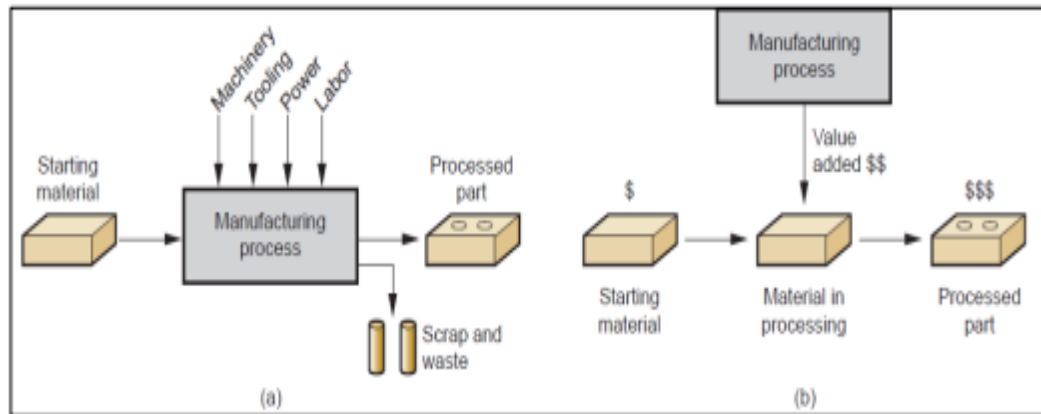 Machinery
Tooling
Power
Labor
Starting
material
Manufacturing
process
Processed
part
Scrap and
waste
(a)
Manufacturing
process
Value
added $$
$
$$$
Starting
material
Material in
processing
Processed
part
(b)